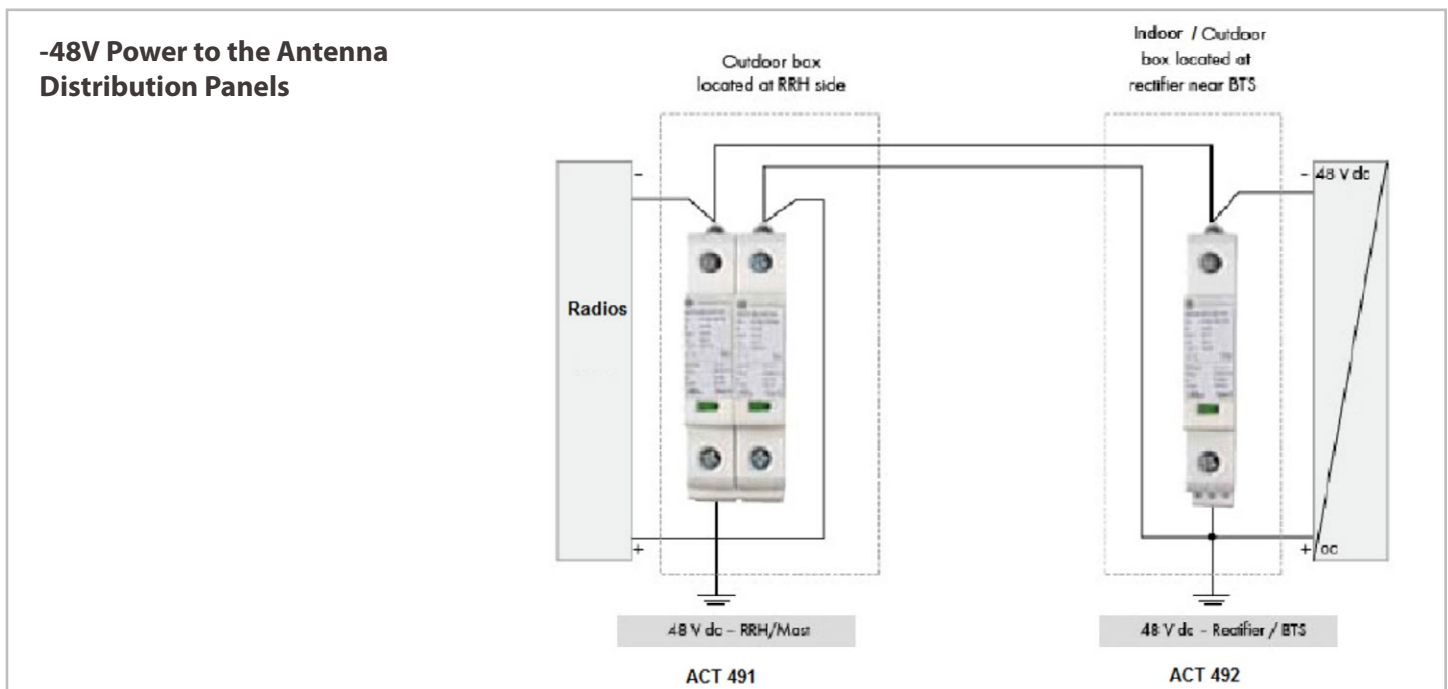 -48V Power to the Antenna
Distribution Panels
Outdoor box
located at RRH side
Indoor / Outdoor
box located at
rectifier near BTS
-
- 48 V dc
Radios
+
+
48 V dc – RRH/Mast
48 V dc – Rectifier / BTS
ACT 491
ACT 492